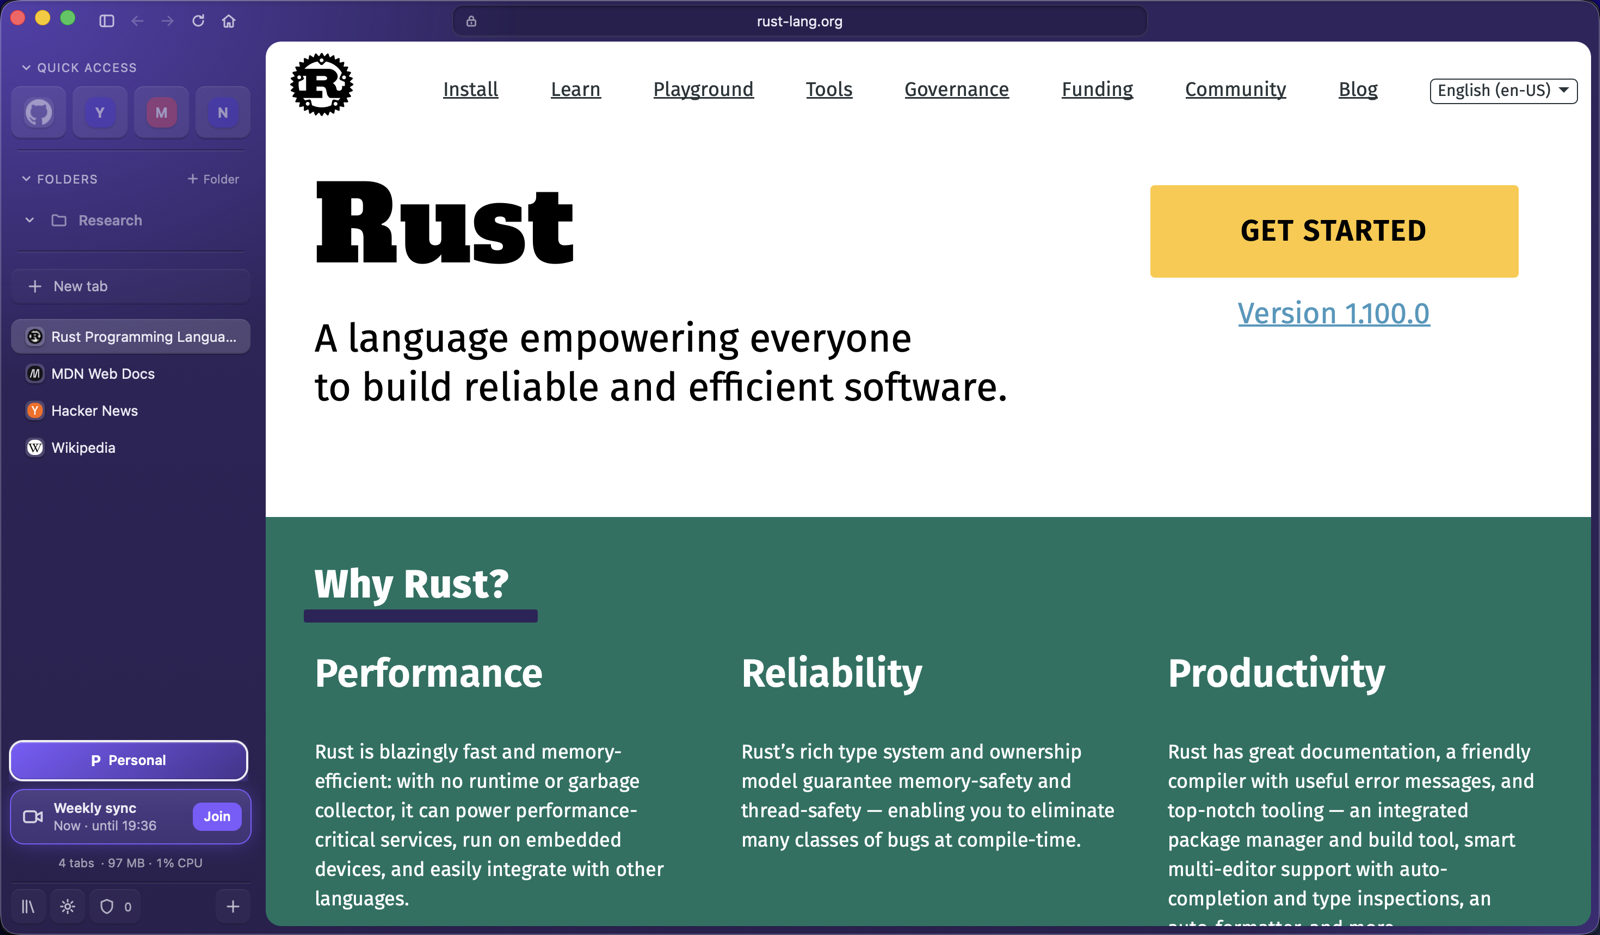 rust-lang.org
QUICK ACCESS
Y
M
N
FOLDERS
+ Folder
Research
+ New tab
Rust Programming Langua...
MDN Web Docs
Y Hacker News
W Wikipedia
P Personal
Weekly sync
Now · until 19:36
Join
4 tabs · 97 MB · 1% CPU
0
R
Install
Learn
Playground
Tools
Governance
Funding
Community
Blog
English (en-US)
Rust
A language empowering everyone
to build reliable and efficient software.
GET STARTED
Version 1.100.0
Why Rust?
Performance
Rust is blazingly fast and memory-
efficient: with no runtime or garbage
collector, it can power performance-
critical services, run on embedded
devices, and easily integrate with other
languages.
Reliability
Rust’s rich type system and ownership
model guarantee memory-safety and
thread-safety — enabling you to eliminate
many classes of bugs at compile-time.
Productivity
Rust has great documentation, a friendly
compiler with useful error messages, and
top-notch tooling — an integrated
package manager and build tool, smart
multi-editor support with auto-
completion and type inspections, an
auto-formatter, and more.